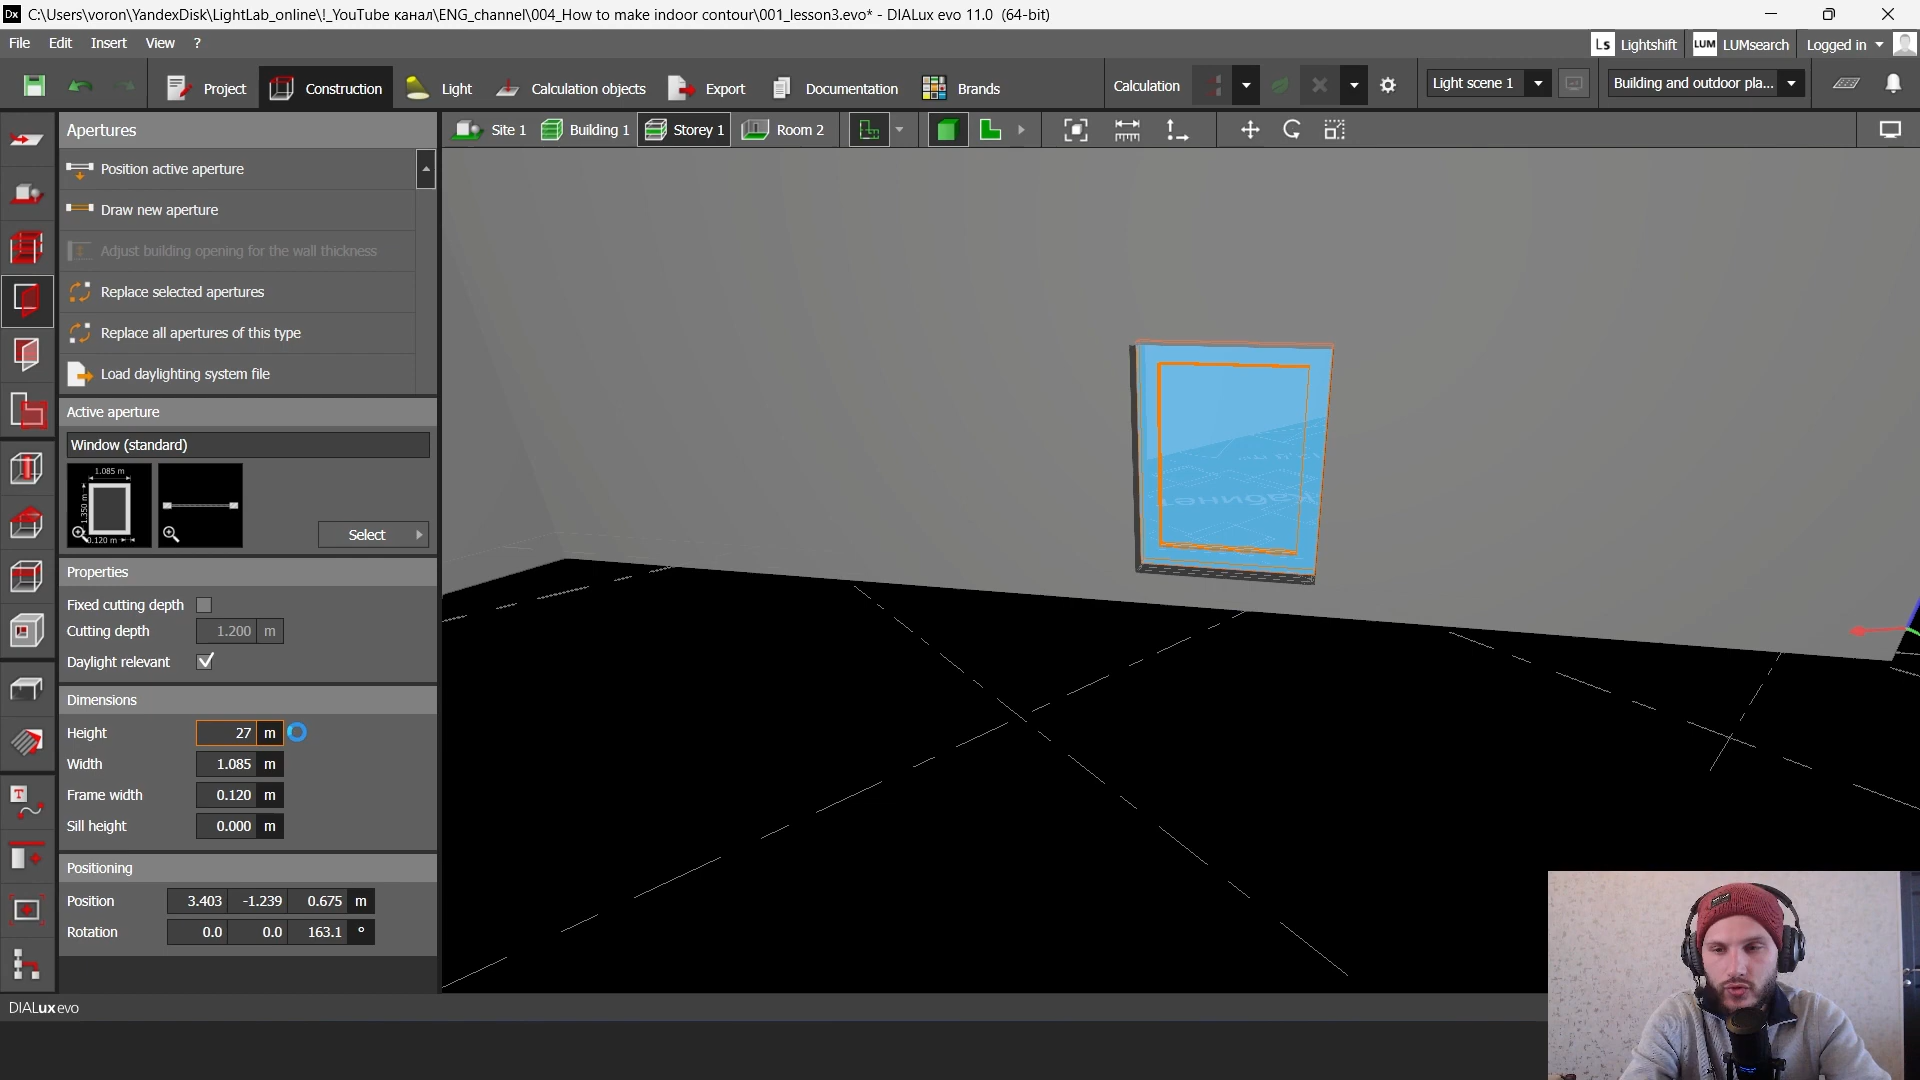 Dx C:\Users\voron\YandexDisk\LightLab_online\!_YouTube канал\ENG_channel\004_How to make indoor contour\001_lesson3.evo* - DIALux evo 11.0 (64-bit)
File Edit Insert View ?
Ls Lightshift LUM LUMsearch Logged in
Project Construction Light Calculation objects Export Documentation Brands Calculation Light scene 1 Building and outdoor pla...
Apertures
Site 1 Building 1 Storey 1 Room 2
Position active aperture
Draw new aperture
Adjust building opening for the wall thickness
Replace selected apertures
Replace all apertures of this type
Load daylighting system file
Active aperture
Window (standard)
1.085 m
1.350 m
0.120 m
Select
Кабинет
Properties
Fixed cutting depth
Cutting depth 1.200 m
Daylight relevant
Dimensions
Height 27 m
Width 1.085 m
Frame width 0.120 m
Sill height 0.000 m
Positioning
Position 3.403 -1.239 0.675 m
Rotation 0.0 0.0 163.1 °
DIALux evo
T